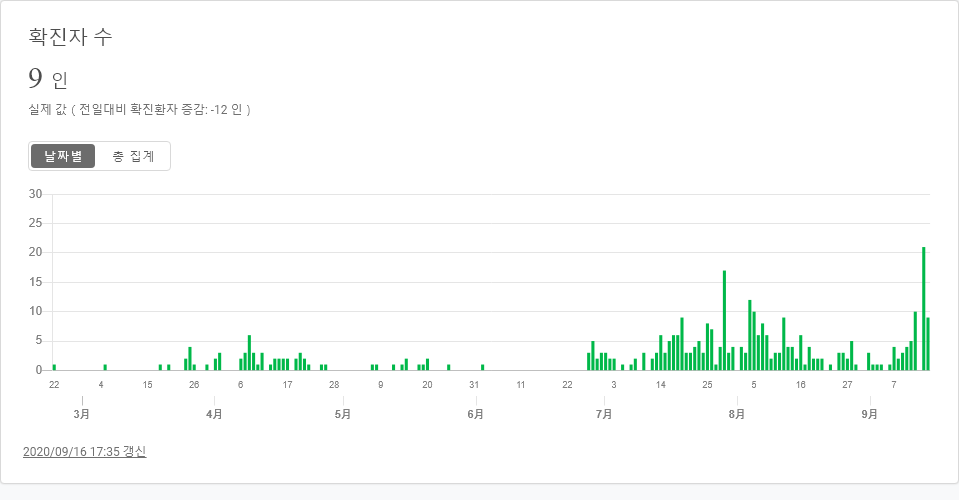 확진자 수
9 인
실제 값 ( 전일대비 확진환자 증감: -12 인 )
날짜별 총 집계
30
25
20
15
10
5
0
22 4 15 26 6 17 28 9 20 31 11 22 3 14 25 5 16 27 7
3月 4月 5月 6月 7月 8月 9月
2020/09/16 17:35 갱신